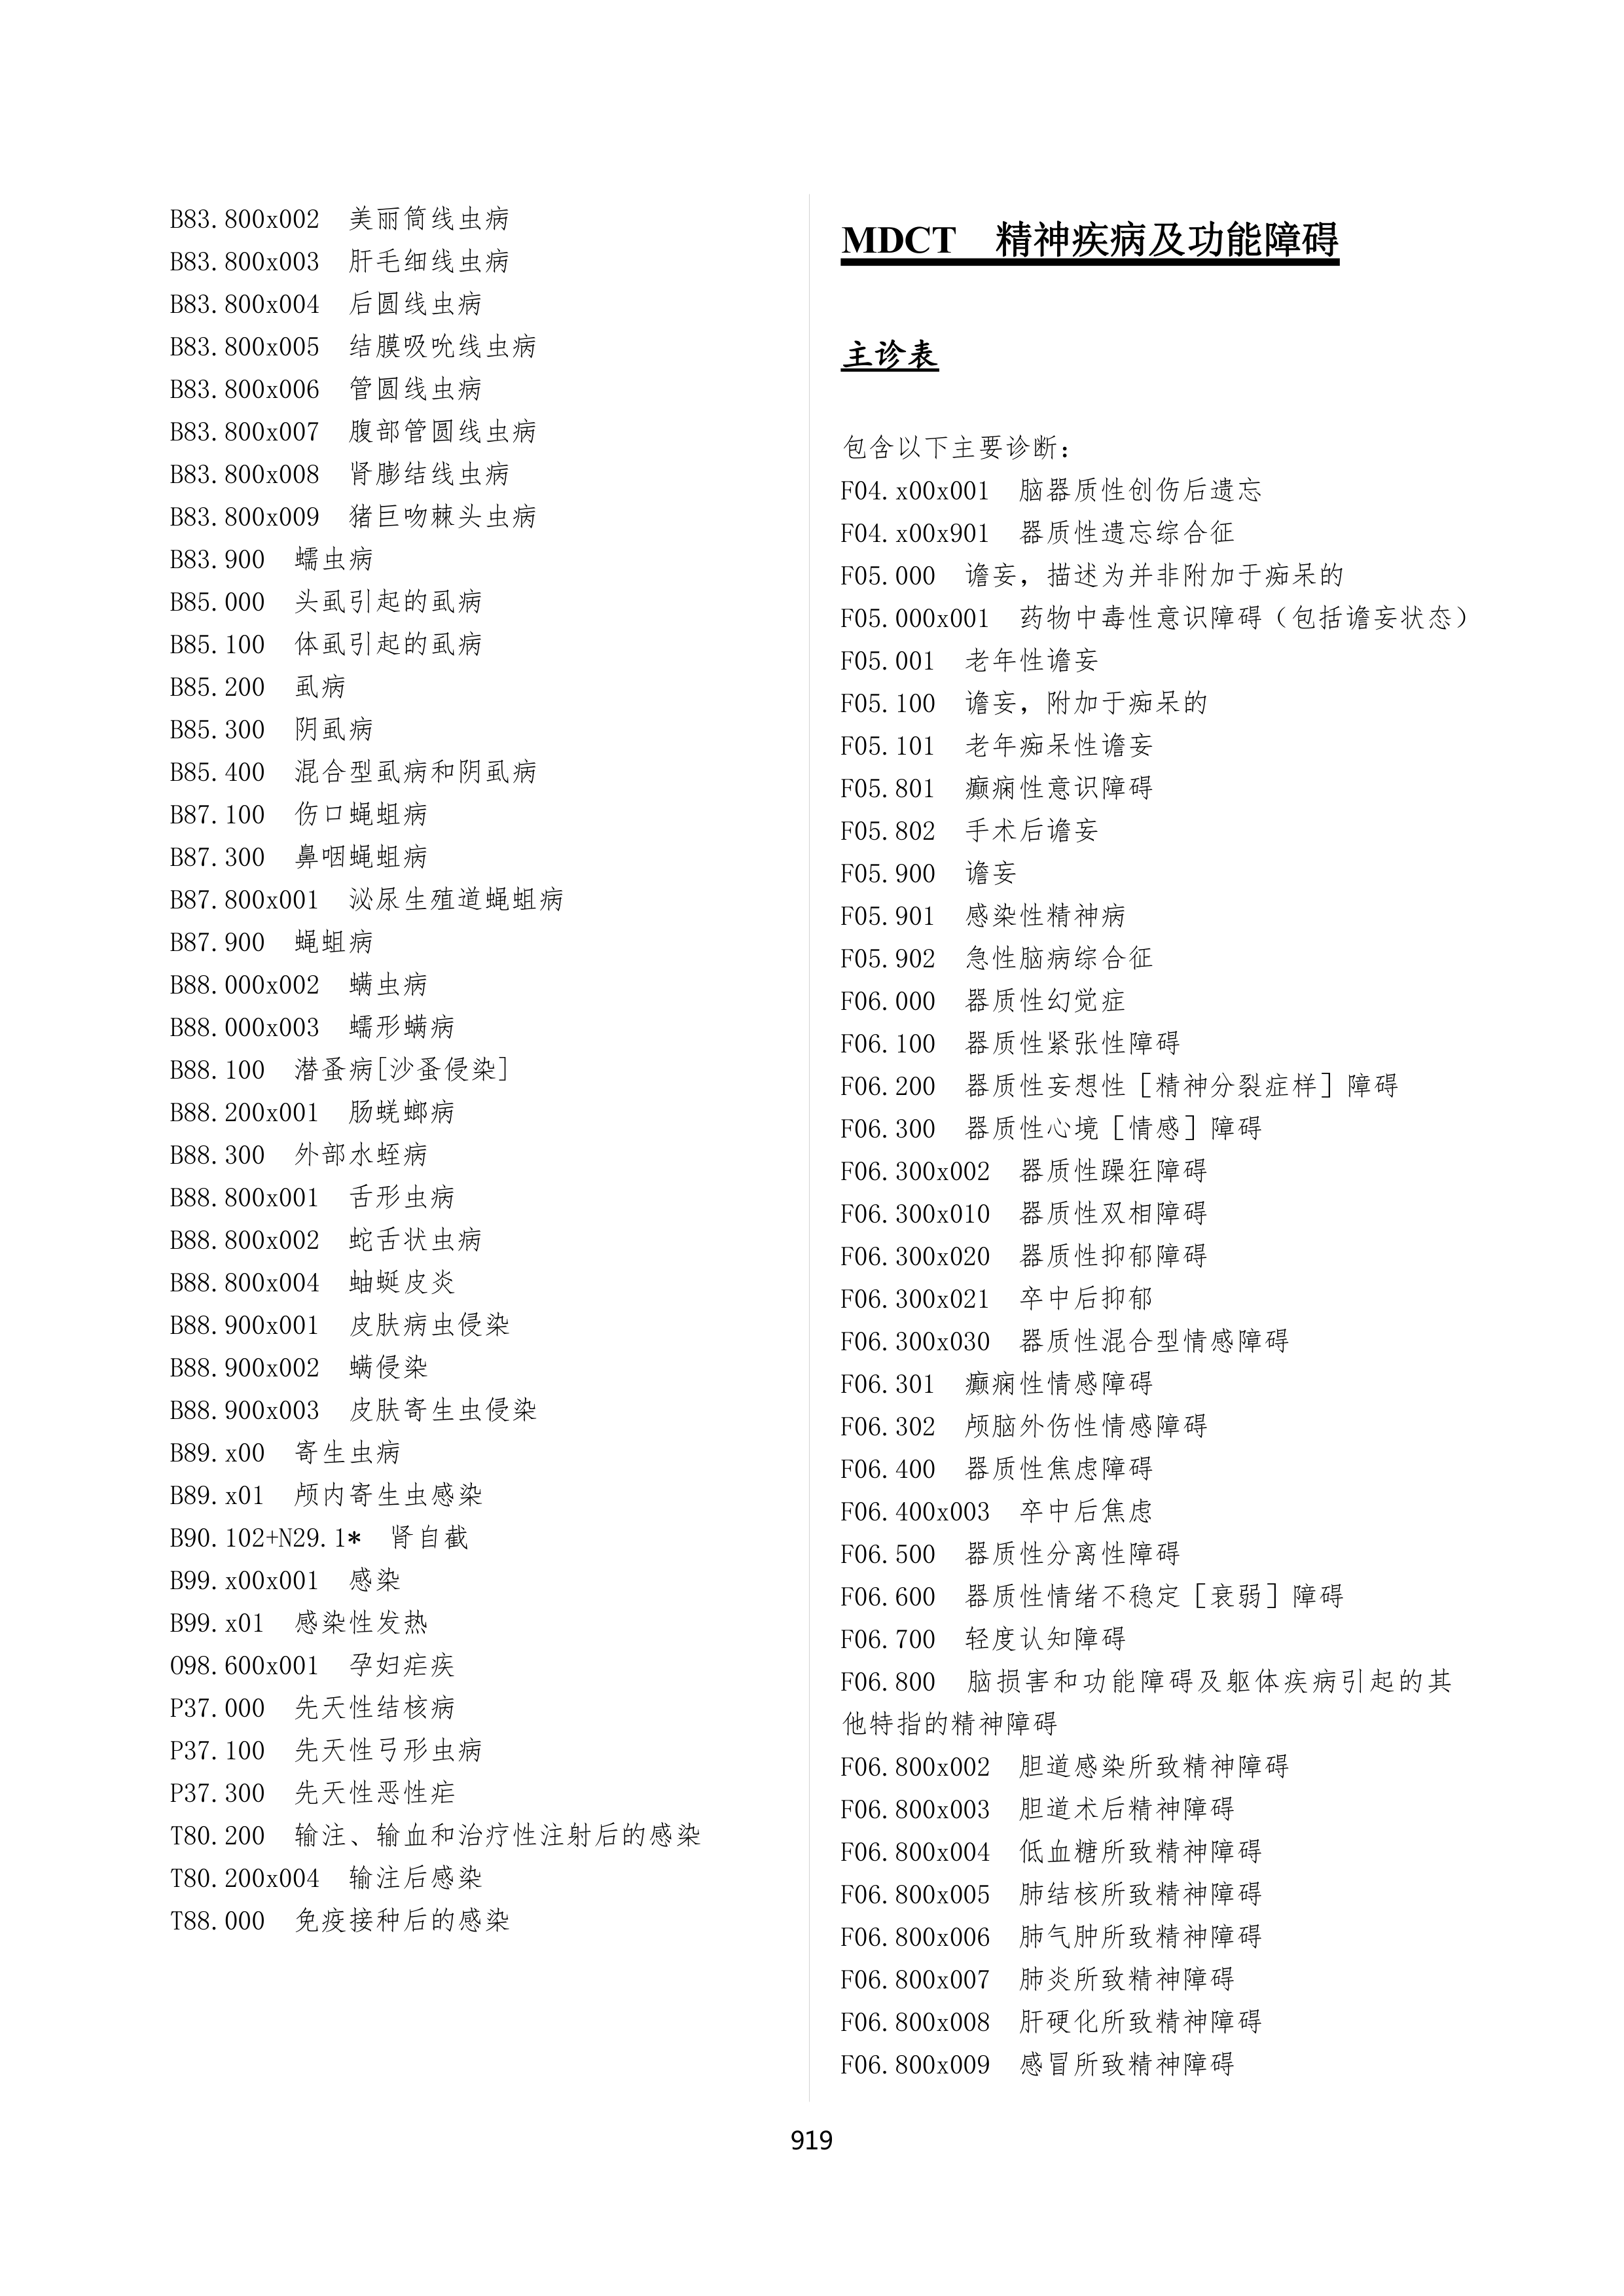 B83.800x002 美丽筒线虫病
B83.800x003 肝毛细线虫病
B83.800x004 后圆线虫病
B83.800x005 结膜吸吮线虫病
B83.800x006 管圆线虫病
B83.800x007 腹部管圆线虫病
B83.800x008 肾膨结线虫病
B83.800x009 猪巨吻棘头虫病
B83.900 蠕虫病
B85.000 头虱引起的虱病
B85.100 体虱引起的虱病
B85.200 虱病
B85.300 阴虱病
B85.400 混合型虱病和阴虱病
B87.100 伤口蝇蛆病
B87.300 鼻咽蝇蛆病
B87.800x001 泌尿生殖道蝇蛆病
B87.900 蝇蛆病
B88.000x002 螨虫病
B88.000x003 蠕形螨病
B88.100 潜蚤病[沙蚤侵染]
B88.200x001 肠蜣螂病
B88.300 外部水蛭病
B88.800x001 舌形虫病
B88.800x002 蛇舌状虫病
B88.800x004 蚰蜒皮炎
B88.900x001 皮肤病虫侵染
B88.900x002 螨侵染
B88.900x003 皮肤寄生虫侵染
B89.x00 寄生虫病
B89.x01 颅内寄生虫感染
B90.102+N29.1* 肾自截
B99.x00x001 感染
B99.x01 感染性发热
O98.600x001 孕妇疟疾
P37.000 先天性结核病
P37.100 先天性弓形虫病
P37.300 先天性恶性疟
T80.200 输注、输血和治疗性注射后的感染
T80.200x004 输注后感染
T88.000 免疫接种后的感染
MDCT 精神疾病及功能障碍
主诊表
包含以下主要诊断：
F04.x00x001 脑器质性创伤后遗忘
F04.x00x901 器质性遗忘综合征
F05.000 谵妄，描述为并非附加于痴呆的
F05.000x001 药物中毒性意识障碍（包括谵妄状态）
F05.001 老年性谵妄
F05.100 谵妄，附加于痴呆的
F05.101 老年痴呆性谵妄
F05.801 癫痫性意识障碍
F05.802 手术后谵妄
F05.900 谵妄
F05.901 感染性精神病
F05.902 急性脑病综合征
F06.000 器质性幻觉症
F06.100 器质性紧张性障碍
F06.200 器质性妄想性［精神分裂症样］障碍
F06.300 器质性心境［情感］障碍
F06.300x002 器质性躁狂障碍
F06.300x010 器质性双相障碍
F06.300x020 器质性抑郁障碍
F06.300x021 卒中后抑郁
F06.300x030 器质性混合型情感障碍
F06.301 癫痫性情感障碍
F06.302 颅脑外伤性情感障碍
F06.400 器质性焦虑障碍
F06.400x003 卒中后焦虑
F06.500 器质性分离性障碍
F06.600 器质性情绪不稳定［衰弱］障碍
F06.700 轻度认知障碍
F06.800 脑损害和功能障碍及躯体疾病引起的其
他特指的精神障碍
F06.800x002 胆道感染所致精神障碍
F06.800x003 胆道术后精神障碍
F06.800x004 低血糖所致精神障碍
F06.800x005 肺结核所致精神障碍
F06.800x006 肺气肿所致精神障碍
F06.800x007 肺炎所致精神障碍
F06.800x008 肝硬化所致精神障碍
F06.800x009 感冒所致精神障碍
919